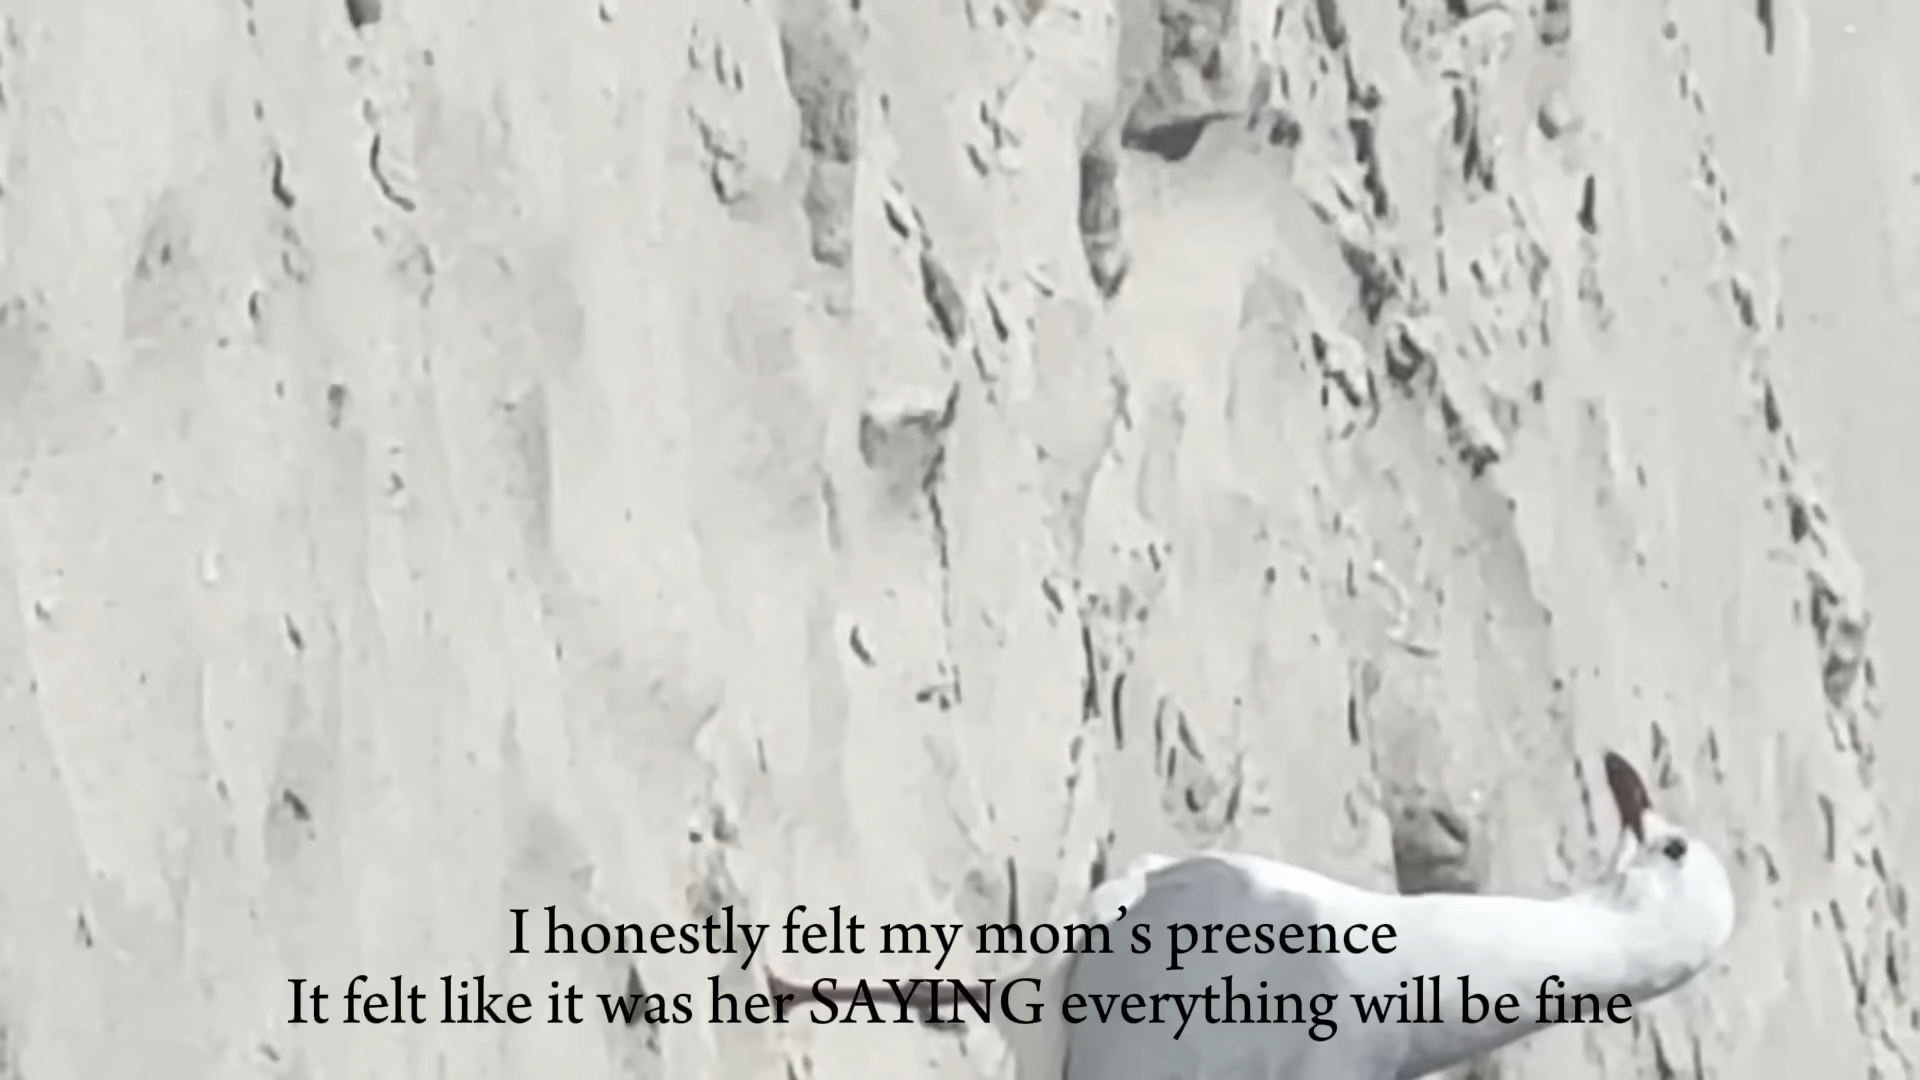 I honestly felt my mom’s presence
It felt like it was her SAYING everything will be fine